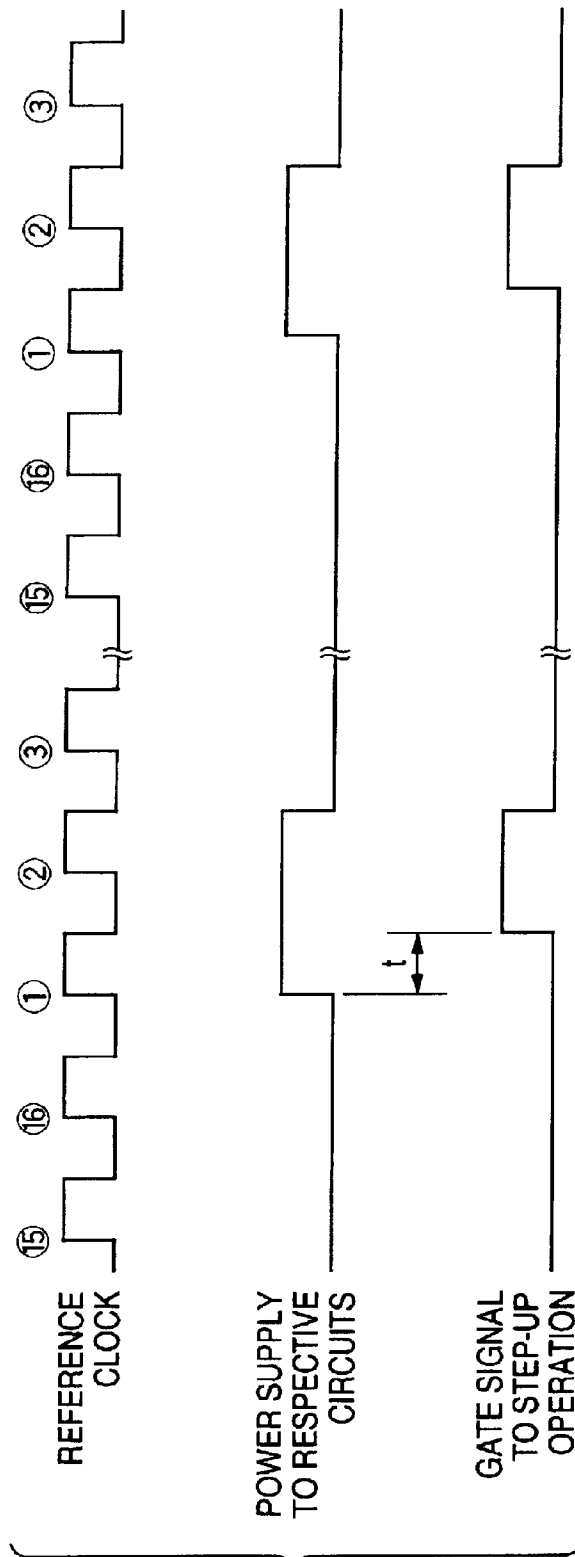 REFERENCE
CLOCK
⑮ ⑯ ① ② ③ ⑮ ⑯ ① ② ③
POWER SUPPLY
TO RESPECTIVE
CIRCUITS
t
GATE SIGNAL
TO STEP-UP
OPERATION